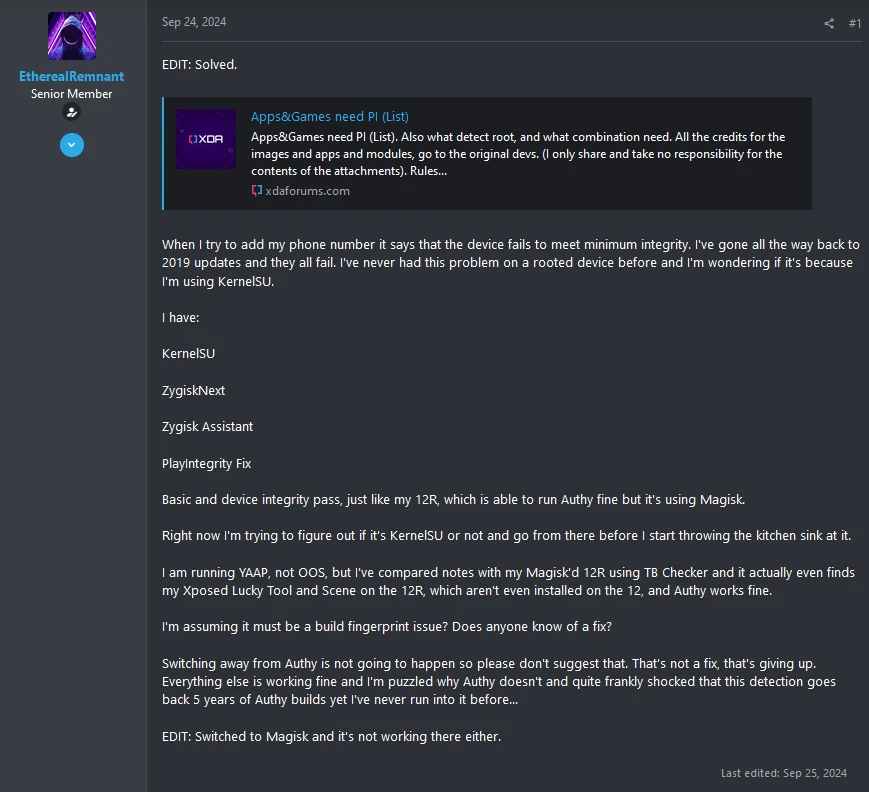 Sep 24, 2024
#1
EtherealRemnant
Senior Member
EDIT: Solved.
XDA
Apps&Games need PI (List)
Apps&Games need PI (List). Also what detect root, and what combination need. All the credits for the
images and apps and modules, go to the original devs. (I only share and take no responsibility for the
contents of the attachments). Rules...
xdaforums.com
When I try to add my phone number it says that the device fails to meet minimum integrity. I've gone all the way back to
2019 updates and they all fail. I've never had this problem on a rooted device before and I'm wondering if it's because
I'm using KernelSU.
I have:
KernelSU
ZygiskNext
Zygisk Assistant
PlayIntegrity Fix
Basic and device integrity pass, just like my 12R, which is able to run Authy fine but it's using Magisk.
Right now I'm trying to figure out if it's KernelSU or not and go from there before I start throwing the kitchen sink at it.
I am running YAAP, not OOS, but I've compared notes with my Magisk'd 12R using TB Checker and it actually even finds
my Xposed Lucky Tool and Scene on the 12R, which aren't even installed on the 12, and Authy works fine.
I'm assuming it must be a build fingerprint issue? Does anyone know of a fix?
Switching away from Authy is not going to happen so please don't suggest that. That's not a fix, that's giving up.
Everything else is working fine and I'm puzzled why Authy doesn't and quite frankly shocked that this detection goes
back 5 years of Authy builds yet I've never run into it before...
EDIT: Switched to Magisk and it's not working there either.
Last edited: Sep 25, 2024